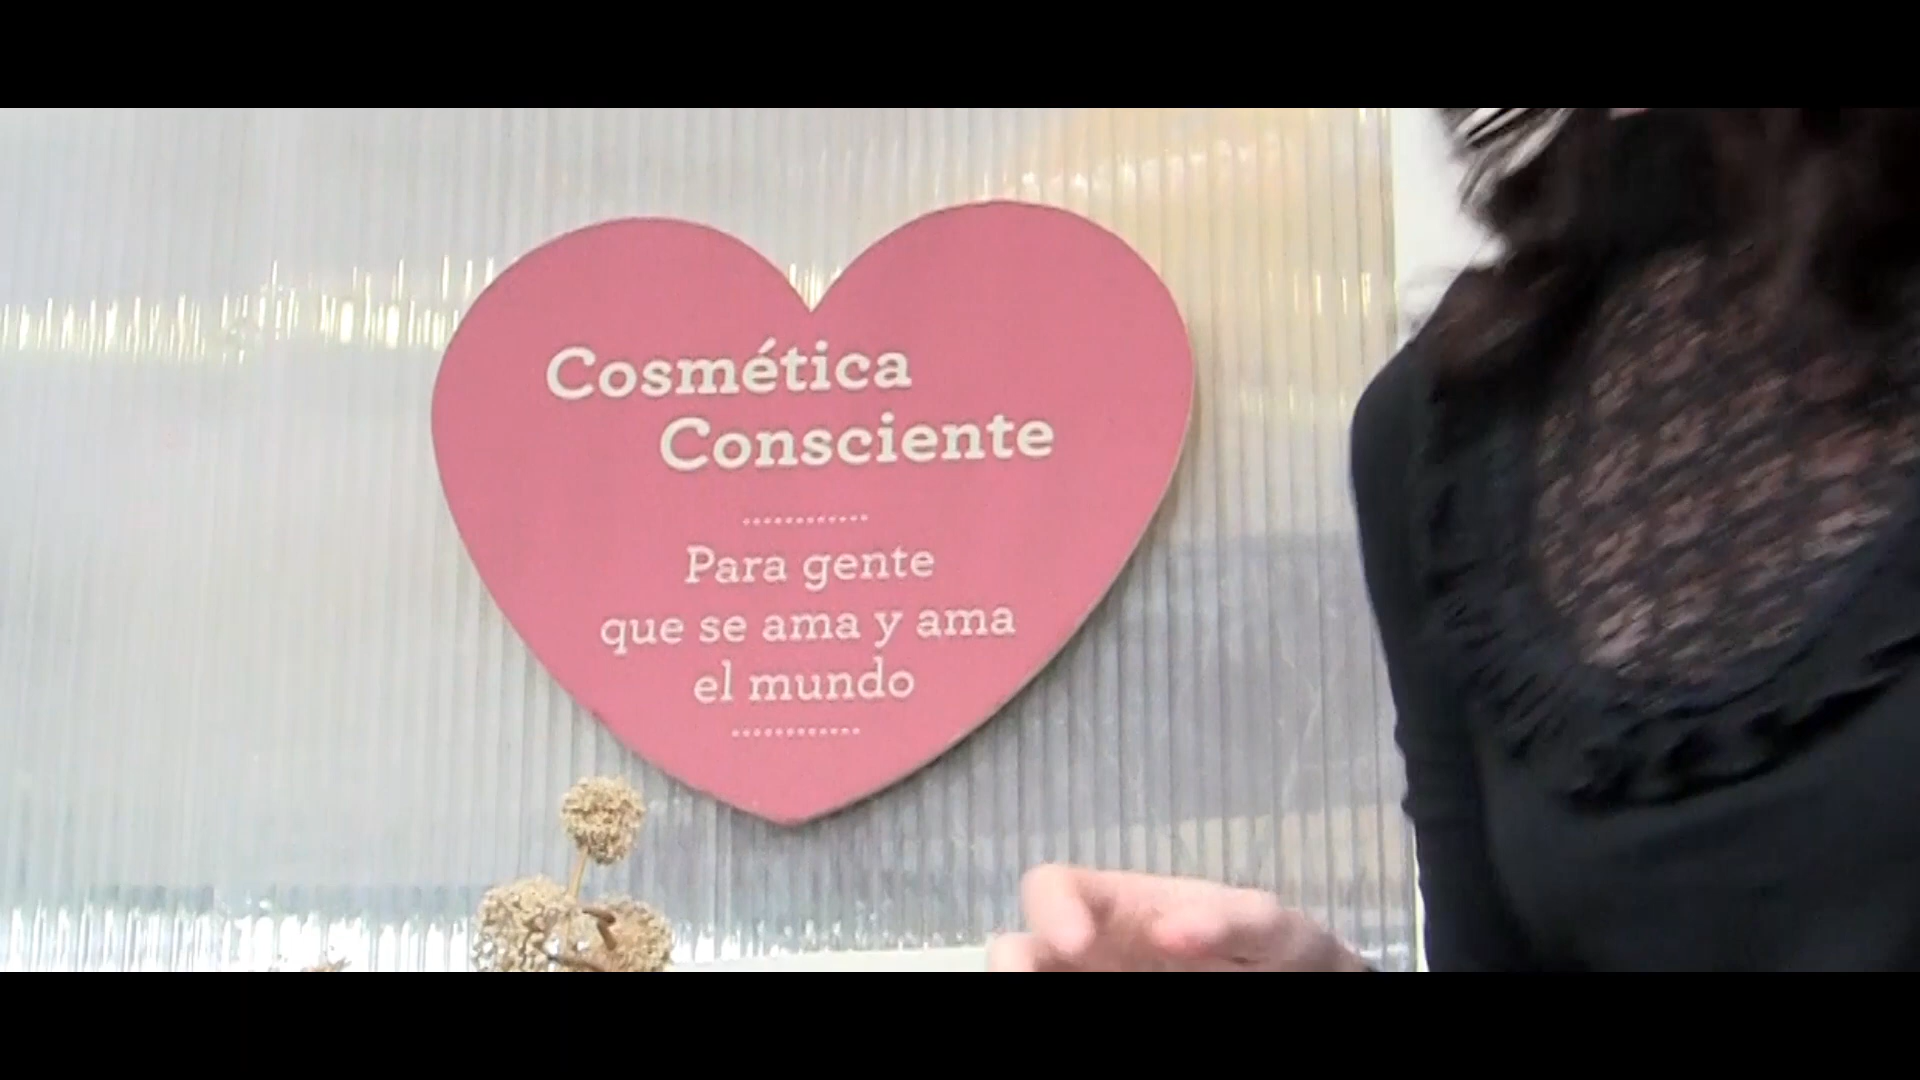 Cosmética
Consciente
Para gente
que se ama y ama
el mundo